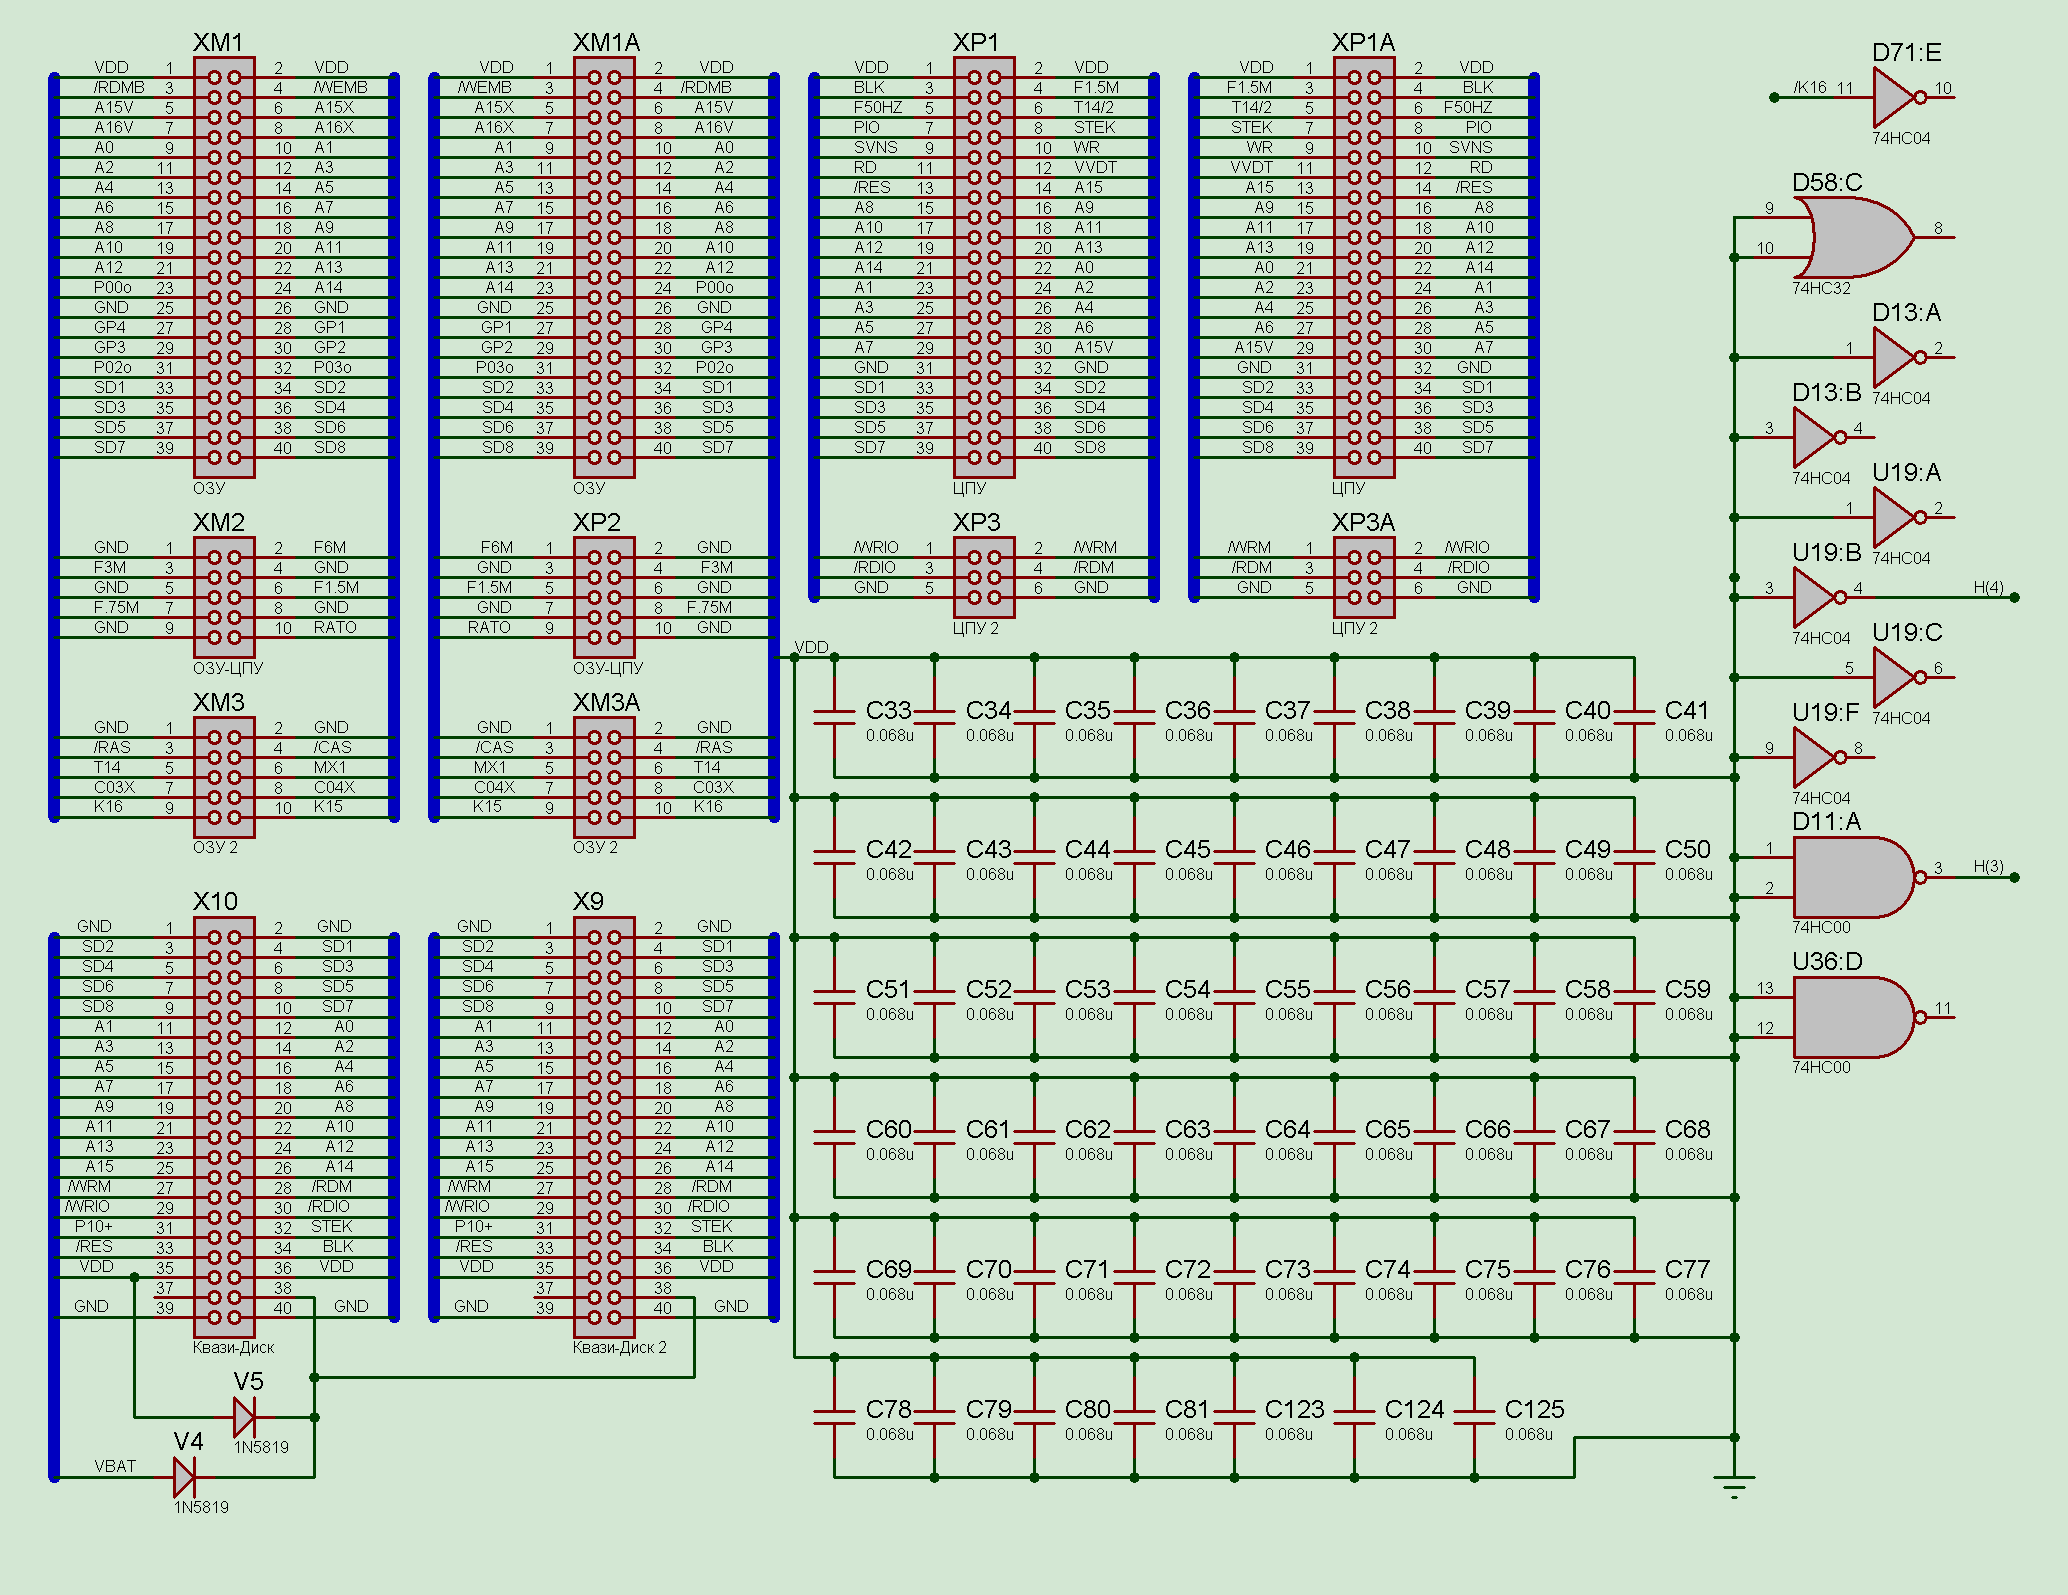 XM1
VDD 1 2 VDD
/RDMB 3 4 /WEMB
A15V 5 6 A15X
A16V 7 8 A16X
A0 9 10 A1
A2 11 12 A3
A4 13 14 A5
A6 15 16 A7
A8 17 18 A9
A10 19 20 A11
A12 21 22 A13
P00o 23 24 A14
GND 25 26 GND
GP4 27 28 GP1
GP3 29 30 GP2
P02o 31 32 P03o
SD1 33 34 SD2
SD3 35 36 SD4
SD5 37 38 SD6
SD7 39 40 SD8
ОЗУ
XM1A
VDD 1 2 VDD
/WEMB 3 4 /RDMB
A15X 5 6 A15V
A16X 7 8 A16V
A1 9 10 A0
A3 11 12 A2
A5 13 14 A4
A7 15 16 A6
A9 17 18 A8
A11 19 20 A10
A13 21 22 A12
A14 23 24 P00o
GND 25 26 GND
GP1 27 28 GP4
GP2 29 30 GP3
P03o 31 32 P02o
SD2 33 34 SD1
SD4 35 36 SD3
SD6 37 38 SD5
SD8 39 40 SD7
ОЗУ
XP1
VDD 1 2 VDD
BLK 3 4 F1.5M
F50HZ 5 6 T14/2
PIO 7 8 STEK
SVNS 9 10 WR
RD 11 12 VVDT
/RES 13 14 A15
A8 15 16 A9
A10 17 18 A11
A12 19 20 A13
A14 21 22 A0
A1 23 24 A2
A3 25 26 A4
A5 27 28 A6
A7 29 30 A15V
GND 31 32 GND
SD1 33 34 SD2
SD3 35 36 SD4
SD5 37 38 SD6
SD7 39 40 SD8
ЦПУ
XP1A
VDD 1 2 VDD
F1.5M 3 4 BLK
T14/2 5 6 F50HZ
STEK 7 8 PIO
WR 9 10 SVNS
VVDT 11 12 RD
A15 13 14 /RES
A9 15 16 A8
A11 17 18 A10
A13 19 20 A12
A0 21 22 A14
A2 23 24 A1
A4 25 26 A3
A6 27 28 A5
A15V 29 30 A7
GND 31 32 GND
SD2 33 34 SD1
SD4 35 36 SD3
SD6 37 38 SD5
SD8 39 40 SD7
ЦПУ
XM2
GND 1 2 F6M
F3M 3 4 GND
GND 5 6 F1.5M
F.75M 7 8 GND
GND 9 10 RATO
ОЗУ-ЦПУ
XP2
F6M 1 2 GND
GND 3 4 F3M
F1.5M 5 6 GND
GND 7 8 F.75M
RATO 9 10 GND
ОЗУ-ЦПУ
XP3
/WRIO 1 2 /WRM
/RDIO 3 4 /RDM
GND 5 6 GND
ЦПУ 2
XP3A
/WRM 1 2 /WRIO
/RDM 3 4 /RDIO
GND 5 6 GND
ЦПУ 2
XM3
GND 1 2 GND
/RAS 3 4 /CAS
T14 5 6 MX1
C03X 7 8 C04X
K16 9 10 K15
ОЗУ 2
XM3A
GND 1 2 GND
/CAS 3 4 /RAS
MX1 5 6 T14
C04X 7 8 C03X
K15 9 10 K16
ОЗУ 2
X10
GND 1 2 GND
SD2 3 4 SD1
SD4 5 6 SD3
SD6 7 8 SD5
SD8 9 10 SD7
A1 11 12 A0
A3 13 14 A2
A5 15 16 A4
A7 17 18 A6
A9 19 20 A8
A11 21 22 A10
A13 23 24 A12
A15 25 26 A14
/WRM 27 28 /RDM
/WRIO 29 30 /RDIO
P10+ 31 32 STEK
/RES 33 34 BLK
VDD 35 36 VDD
37 38
GND 39 40 GND
Квази-Диск
V5
1N5819
V4
VBAT
1N5819
X9
GND 1 2 GND
SD2 3 4 SD1
SD4 5 6 SD3
SD6 7 8 SD5
SD8 9 10 SD7
A1 11 12 A0
A3 13 14 A2
A5 15 16 A4
A7 17 18 A6
A9 19 20 A8
A11 21 22 A10
A13 23 24 A12
A15 25 26 A14
/WRM 27 28 /RDM
/WRIO 29 30 /RDIO
P10+ 31 32 STEK
/RES 33 34 BLK
VDD 35 36 VDD
37 38
GND 39 40 GND
Квази-Диск 2
VDD
C33 C34 C35 C36 C37 C38 C39 C40 C41
0.068u 0.068u 0.068u 0.068u 0.068u 0.068u 0.068u 0.068u 0.068u
C42 C43 C44 C45 C46 C47 C48 C49 C50
0.068u 0.068u 0.068u 0.068u 0.068u 0.068u 0.068u 0.068u 0.068u
C51 C52 C53 C54 C55 C56 C57 C58 C59
0.068u 0.068u 0.068u 0.068u 0.068u 0.068u 0.068u 0.068u 0.068u
C60 C61 C62 C63 C64 C65 C66 C67 C68
0.068u 0.068u 0.068u 0.068u 0.068u 0.068u 0.068u 0.068u 0.068u
C69 C70 C71 C72 C73 C74 C75 C76 C77
0.068u 0.068u 0.068u 0.068u 0.068u 0.068u 0.068u 0.068u 0.068u
C78 C79 C80 C81 C123 C124 C125
0.068u 0.068u 0.068u 0.068u 0.068u 0.068u 0.068u
D71:E
/K16 11 10
74HC04
D58:C
9
8
10
74HC32
D13:A
1 2
74HC04
D13:B
3 4
74HC04
U19:A
1 2
74HC04
U19:B
3 4 H(4)
74HC04
U19:C
5 6
74HC04
U19:F
9 8
74HC04
D11:A
1
3 H(3)
2
74HC00
U36:D
13
11
12
74HC00